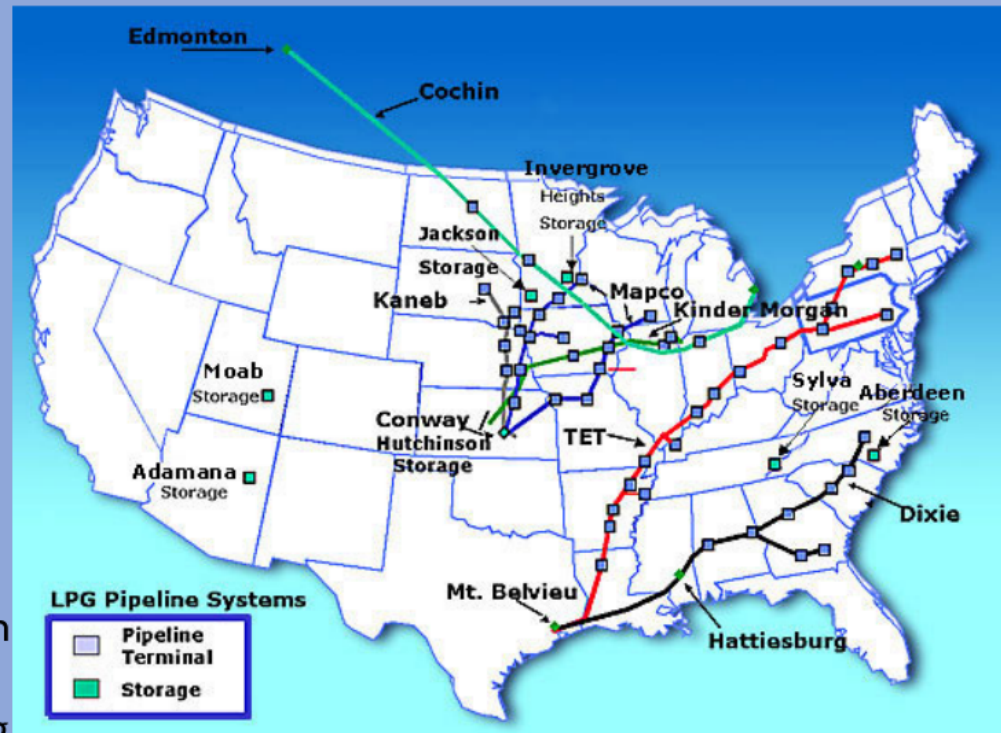 Edmonton
Cochin
Invergrove
Heights
Storage
Jackson
Storage
Kaneb
Mapco
Kinder Morgan
Moab
Storage
Sylva
Storage
Aberdeen
Storage
Conway
Hutchinson
Storage
TET
Adamana
Storage
Dixie
Mt. Belvieu
Hattiesburg
LPG Pipeline Systems
Pipeline
Terminal
Storage
n
g